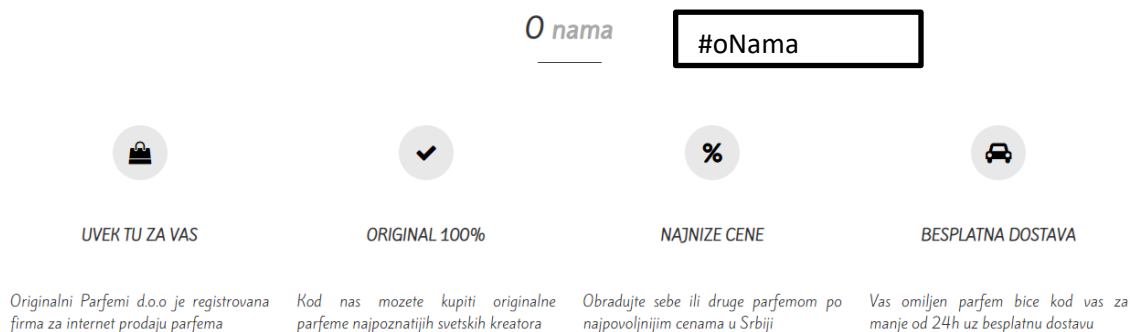 O nama
#oNama
UVEK TU ZA VAS
Originalni Parfemi d.o.o je registrovana
firma za internet prodaju parfema
ORIGINAL 100%
Kod nas mozete kupiti originalne
parfeme najpoznatijih svetskih kreatora
%
NAJNIZE CENE
Obradujte sebe ili druge parfemom po
najpovoljnijim cenama u Srbiji
BESPLATNA DOSTAVA
Vas omiljen parfem bice kod vas za
manje od 24h uz besplatnu dostavu